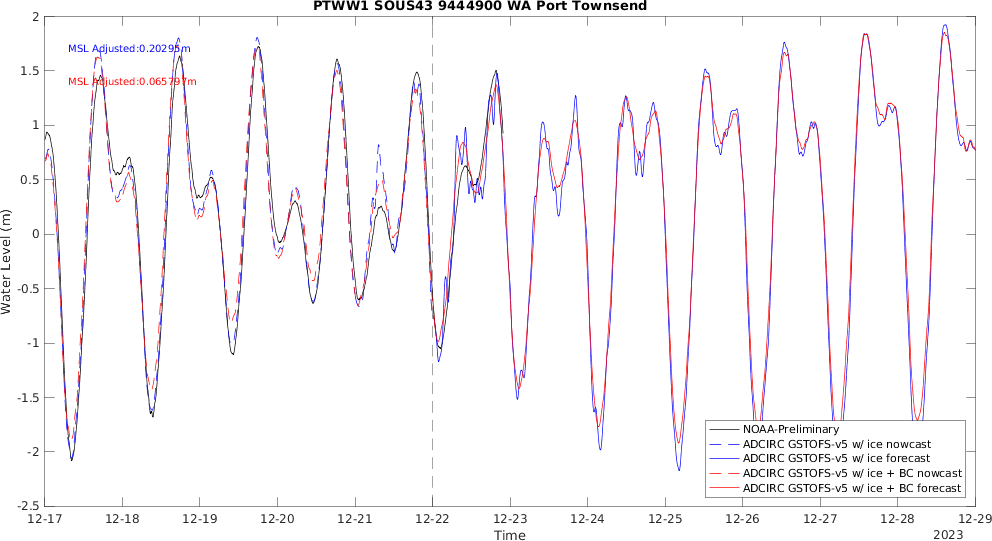 PTWW1 SOUS43 9444900 WA Port Townsend
MSL Adjusted:0.20295m
MSL Adjusted:0.065797m
Water Level (m)
2
1.5
1
0.5
0
-0.5
-1
-1.5
-2
-2.5
NOAA-Preliminary
ADCIRC GSTOFS-v5 w/ ice nowcast
ADCIRC GSTOFS-v5 w/ ice forecast
ADCIRC GSTOFS-v5 w/ ice + BC nowcast
ADCIRC GSTOFS-v5 w/ ice + BC forecast
12-17 12-18 12-19 12-20 12-21 12-22 12-23 12-24 12-25 12-26 12-27 12-28 12-29
Time
2023